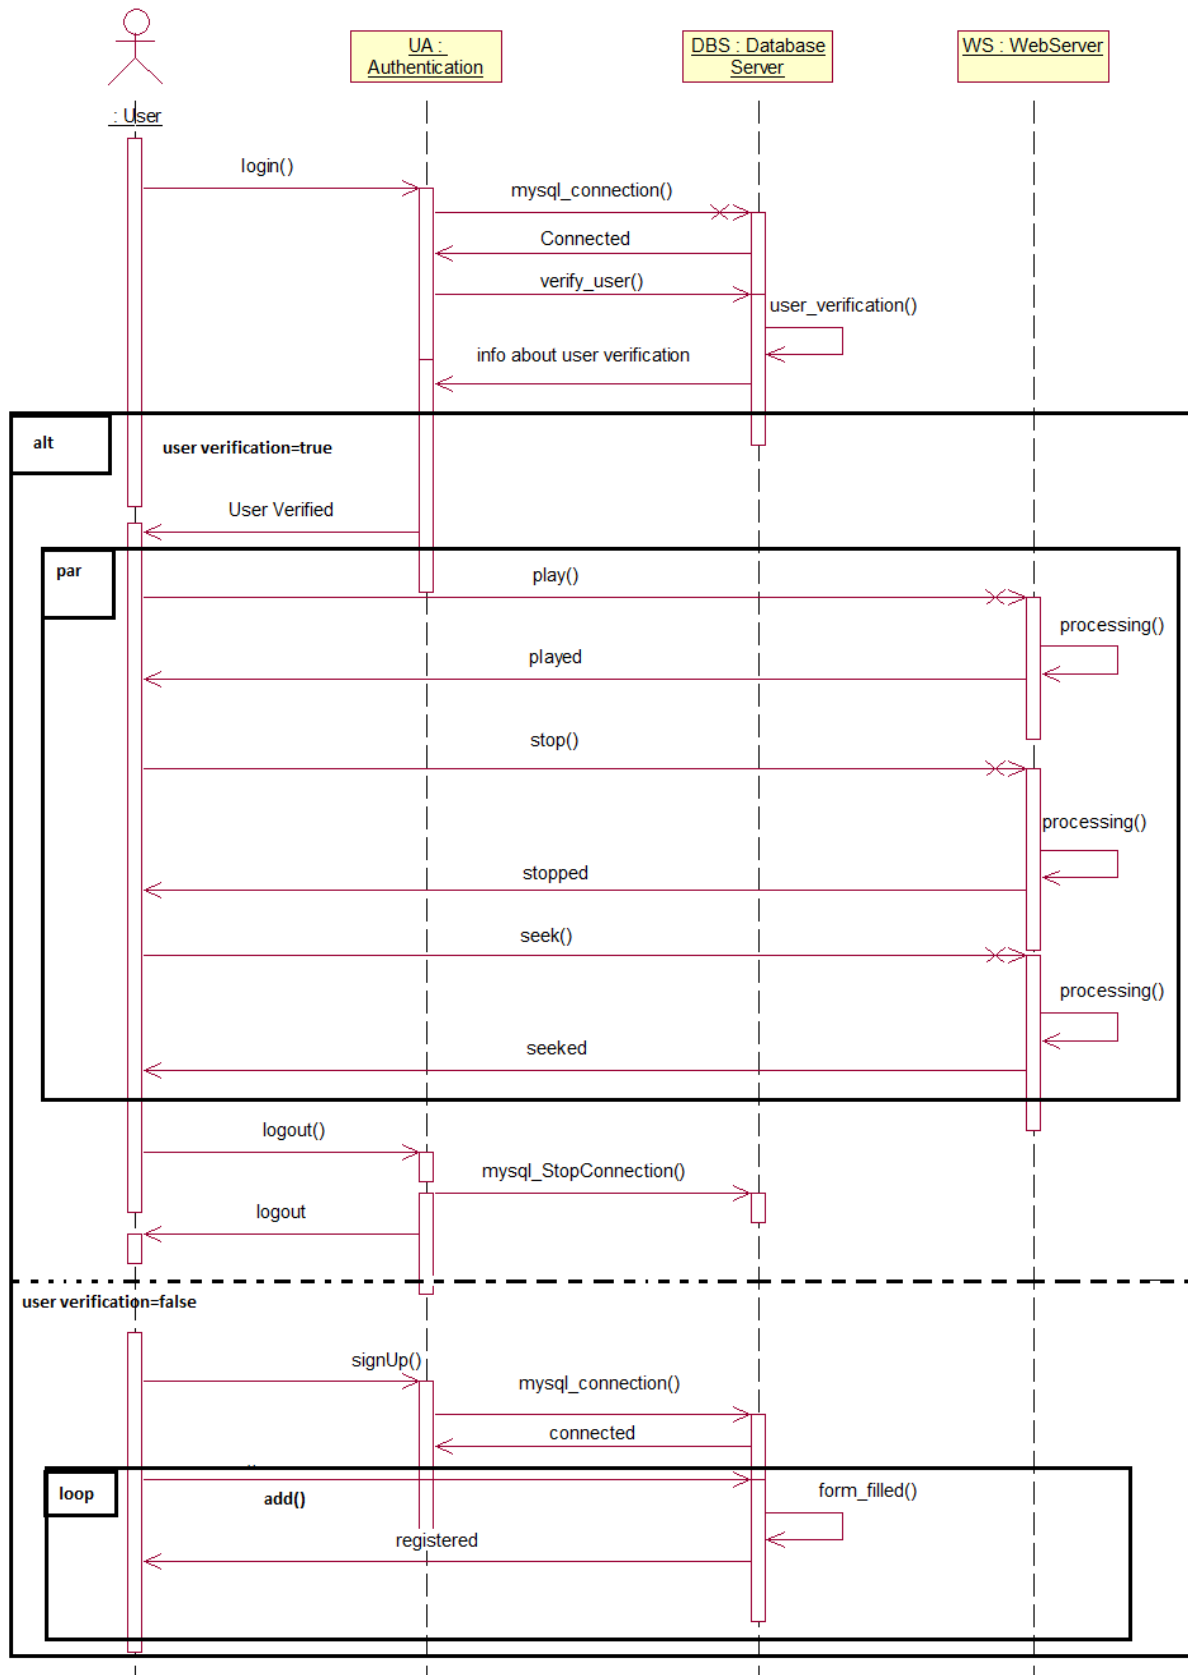 UA :
Authentication
DBS : Database
Server
WS : WebServer
: User
login()
mysql_connection()
Connected
verify_user()
user_verification()
info about user verification
alt
user verification=true
User Verified
par
play()
processing()
played
stop()
processing()
stopped
seek()
processing()
seeked
logout()
mysql_StopConnection()
logout
user verification=false
signUp()
mysql_connection()
connected
loop
add()
form_filled()
registered